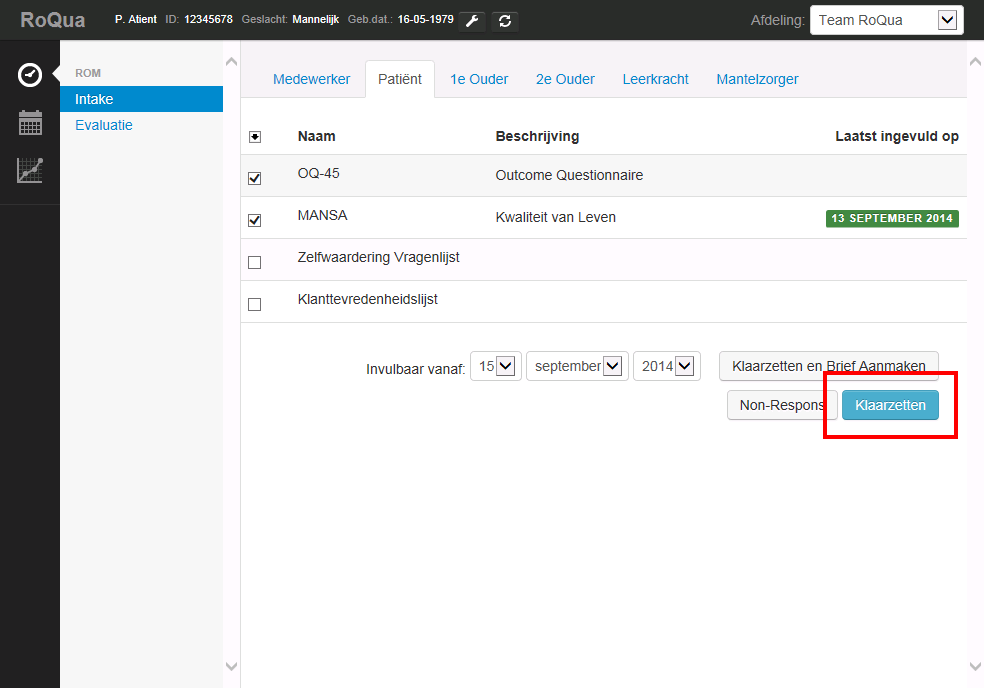 RoQua P. Atient ID: 12345678 Geslacht: Mannelijk Geb.dat.: 16-05-1979 Afdeling: Team RoQua
ROM
Intake
Evaluatie
Medewerker Patiënt 1e Ouder 2e Ouder Leerkracht Mantelzorger
Naam Beschrijving Laatst ingevuld op
OQ-45 Outcome Questionnaire
MANSA Kwaliteit van Leven 13 SEPTEMBER 2014
Zelfwaardering Vragenlijst
Klanttevredenheidslijst
Invulbaar vanaf: 15 september 2014 Klaarzetten en Brief Aanmaken
Non-Respons Klaarzetten